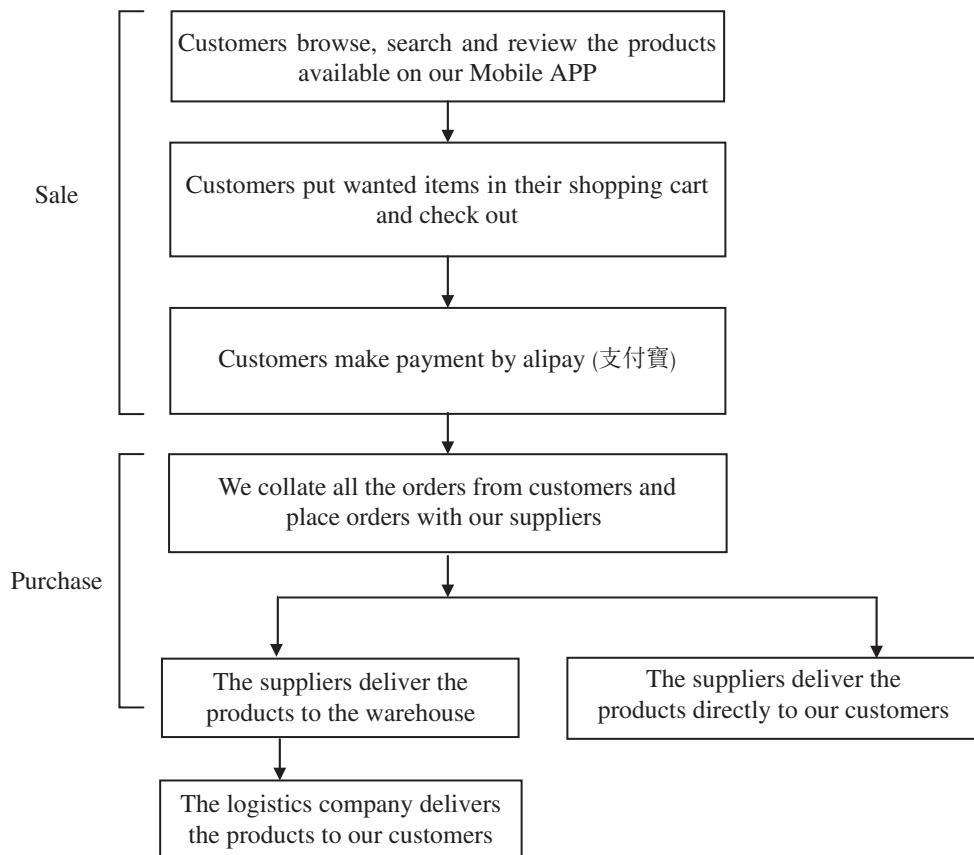 Customers browse, search and review the products
available on our Mobile APP
Sale
Customers put wanted items in their shopping cart
and check out
Customers make payment by alipay (支付寶)
Purchase
We collate all the orders from customers and
place orders with our suppliers
The suppliers deliver the
products to the warehouse
The suppliers deliver the
products directly to our customers
The logistics company delivers
the products to our customers